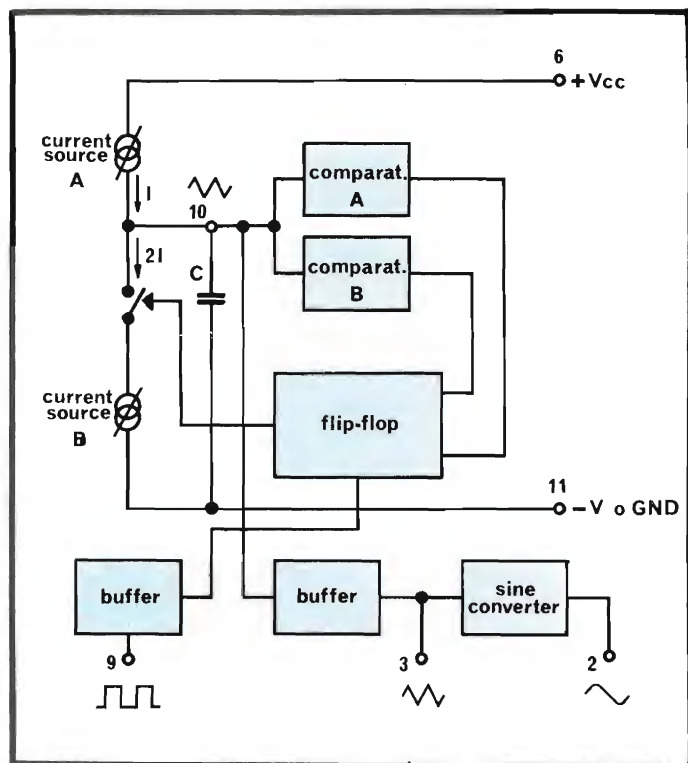 6
+Vcc
current
source
A
I
10
comparat.
A
2I
C
comparat.
B
current
source
B
flip-flop
11
-V o GND
buffer
buffer
sine
converter
9
3
2